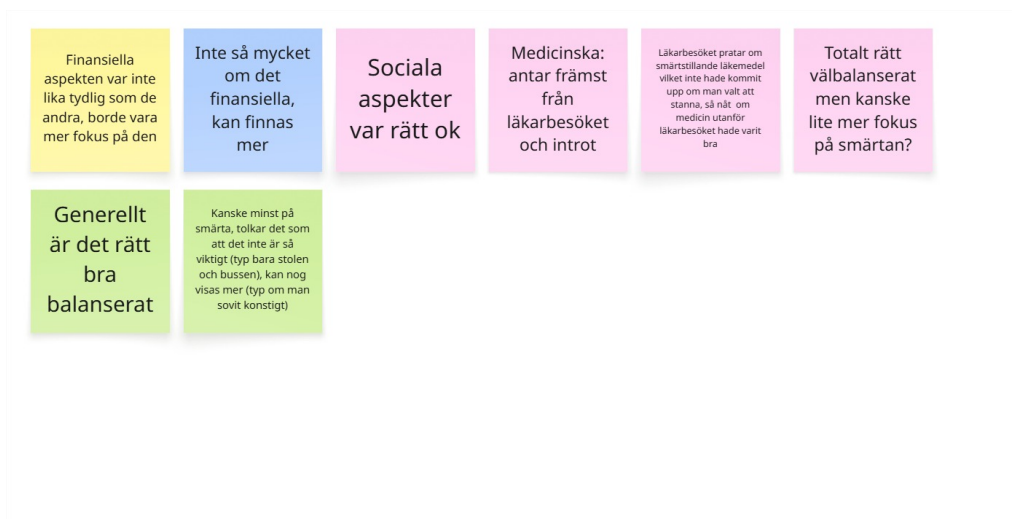 Finansiella
aspekten var inte
lika tydlig som de
andra, borde vara
mer fokus på den
Inte så mycket
om det
finansiella,
kan finnas
mer
Sociala
aspekter
var rätt ok
Medicinska:
antar främst
från
läkarbesöket
och introt
Läkarbesöket pratar om
smärtstillande läkemedel
vilket inte hade kommit
upp om man valt att
stanna, så nåt  om
medicin utanför
läkarbesöket hade varit
bra
Totalt rätt
välbalanserat
men kanske
lite mer fokus
på smärtan?
Generellt
är det rätt
bra
balanserat
Kanske minst på
smärta, tolkar det som
att det inte är så
viktigt (typ bara stolen
och bussen), kan nog
visas mer (typ om man
sovit konstigt)